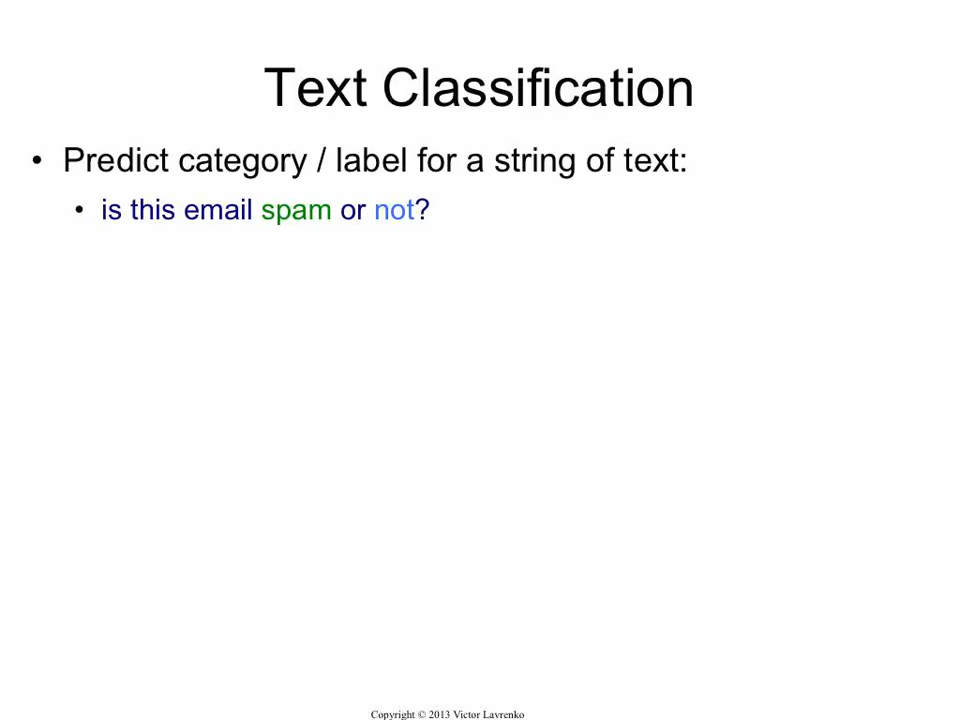 Text Classification
• Predict category / label for a string of text:
• is this email spam or not?
Copyright © 2013 Victor Lavrenko